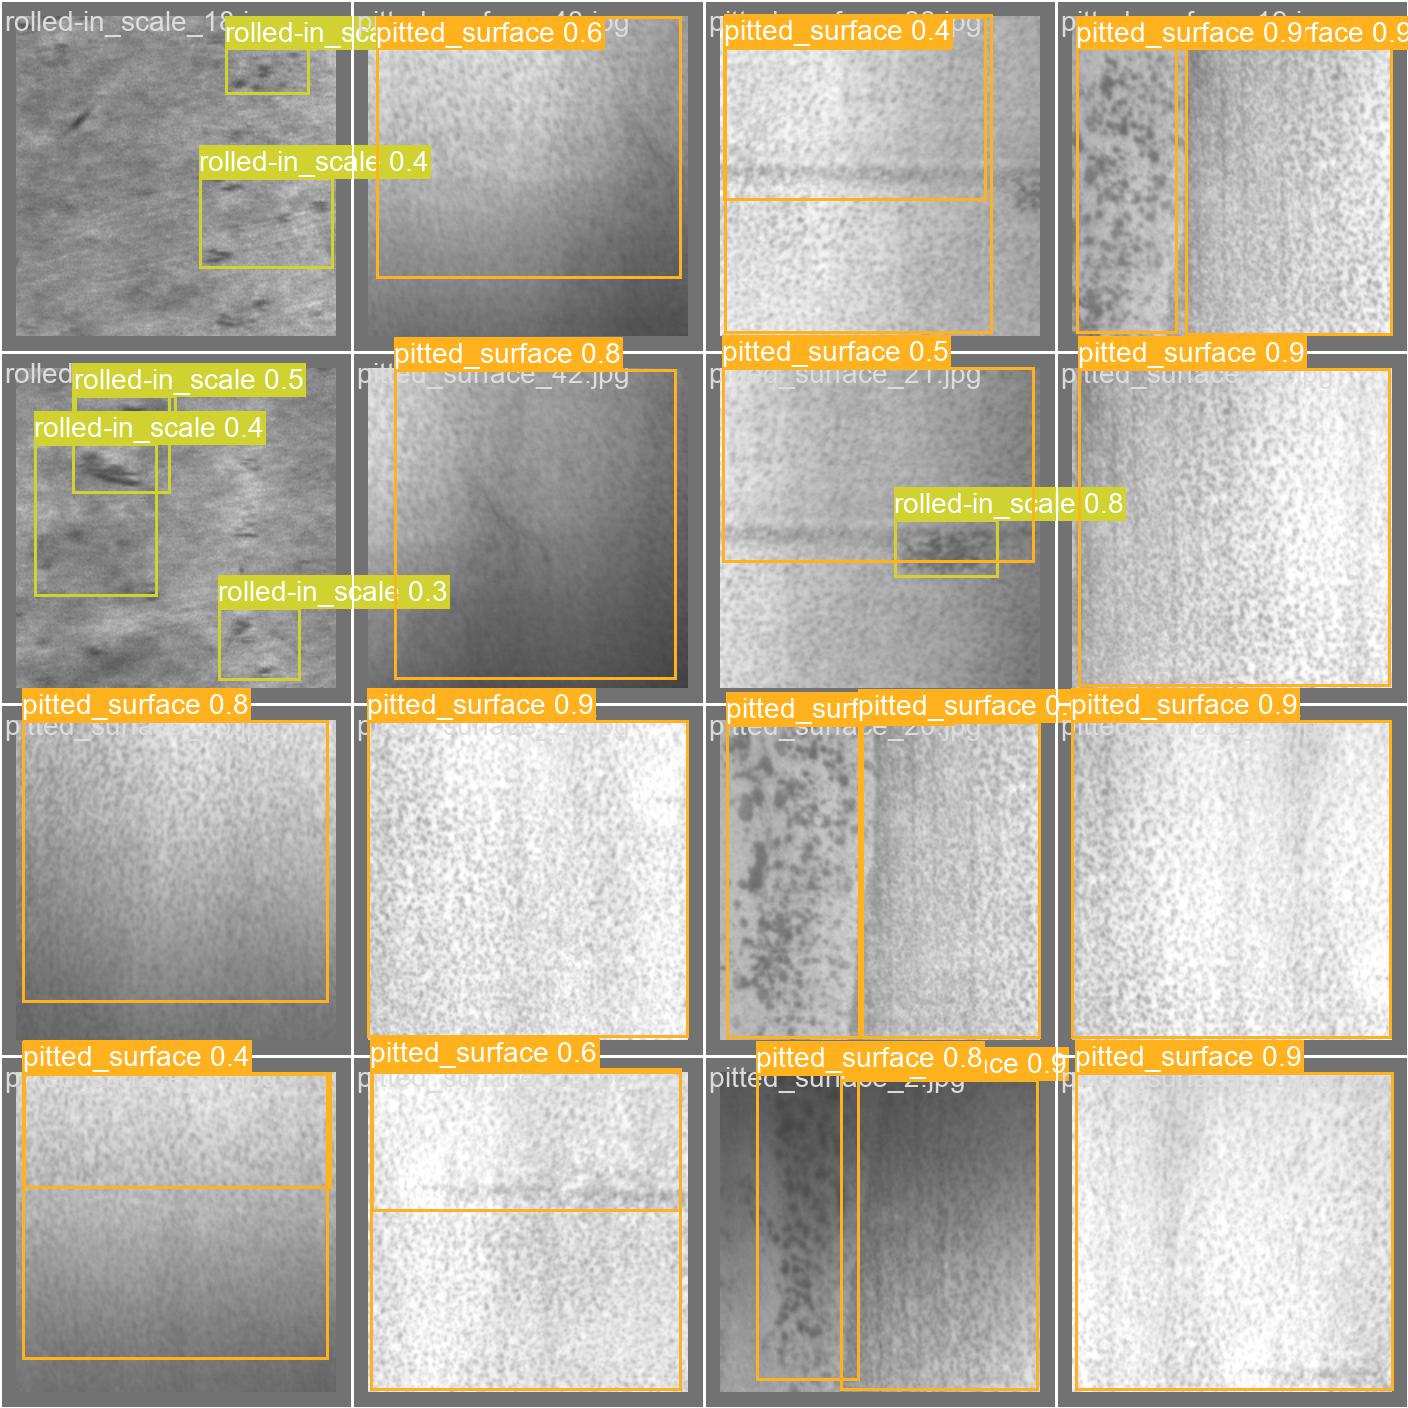 rolled-in_scale_18
rolled-in_sca
pitted_surface 0.6
pitted_surface 0.4
pitted_surface 0.9
rface 0.9
rolled-in_scale 0.4
rolled
rolled-in_scale 0.5
pitted_surface 0.8
pitted_surface_42.jpg
pitted_surface 0.5
pitted_surface_21.jpg
pitted_surface 0.9
rolled-in_scale 0.4
rolled-in_scale 0.8
rolled-in_scale 0.3
pitted_surface 0.8
pitted_surface 0.9
pitted_surf
pitted_surface 0.
pitted_surface_20.jpg
pitted_surface 0.9
pitted_surface 0.4
pitted_surface 0.6
pitted_surface 0.8
ce 0.9
pitted_surface_2.jpg
pitted_surface 0.9